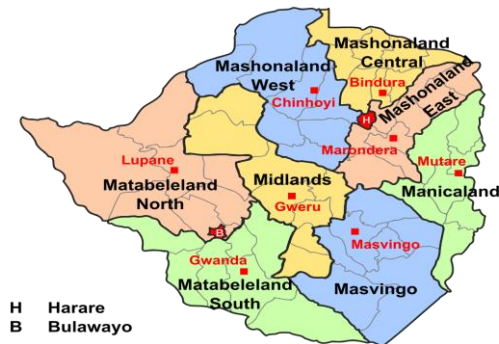 Mashonaland
Central
Bindura
Mashonaland
West
Chinhoyi
Mashonaland
East
H
Marondera
Mutare
Manicaland
Lupane
Matabeleland
North
Midlands
Gweru
B
Masvingo
Masvingo
Gwanda
Matabeleland
South
H Harare
B Bulawayo